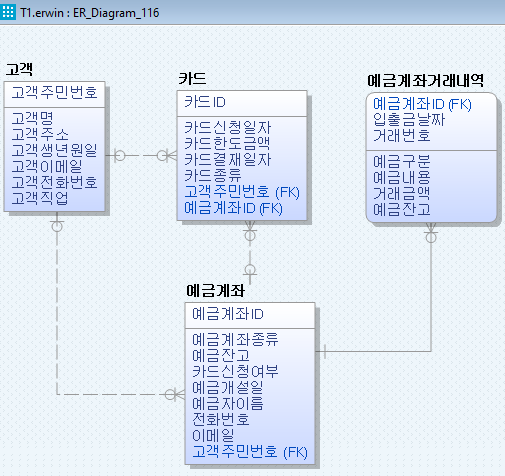 T1.erwin : ER_Diagram_116
고객
고객주민번호
고객명
고객주소
고객생년원일
고객이메일
고객전화번호
고객직업
카드
카드ID
카드신청일자
카드한도금액
카드결재일자
카드종류
고객주민번호 (FK)
예금계좌ID (FK)
예금계좌거래내역
예금계좌ID (FK)
입출금날짜
거래번호
예금구분
예금내용
거래금액
예금잔고
예금계좌
예금계좌ID
예금계좌종류
예금잔고
카드신청여부
예금개설일
예금자이름
전화번호
이메일
고객주민번호 (FK)